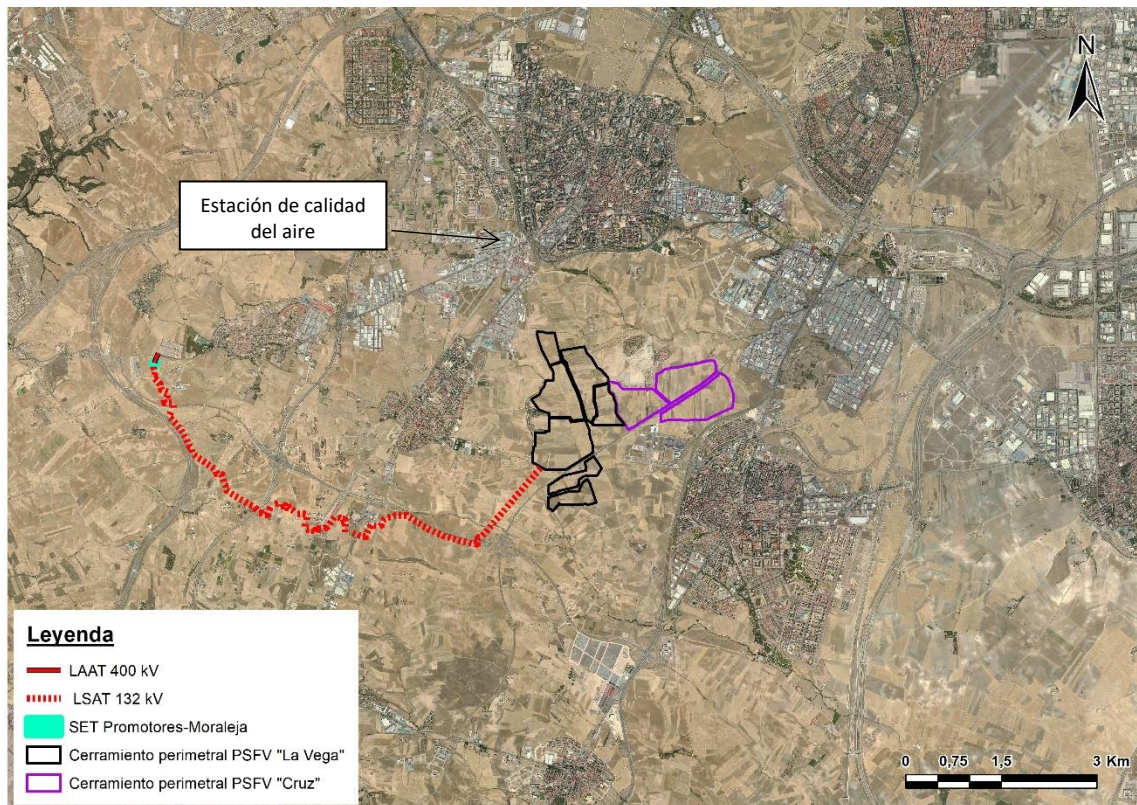 N
Estación de calidad
del aire
Leyenda
LAAT 400 kV
LSAT 132 kV
SET Promotores-Moraleja
Cerramiento perimetral PSFV "La Vega"
Cerramiento perimetral PSFV "Cruz"
0 0,75 1,5 3 Km